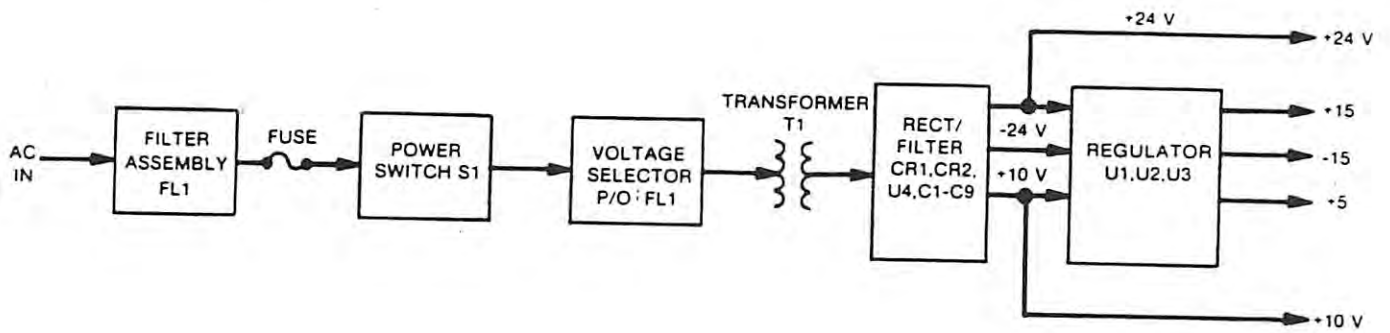 AC
IN
FILTER
ASSEMBLY
FL1
FUSE
POWER
SWITCH S1
VOLTAGE
SELECTOR
P/O:FL1
TRANSFORMER
T1
RECT/
FILTER
CR1,CR2,
U4,C1-C9
+24 V
-24 V
+10 V
REGULATOR
U1,U2,U3
+24 V
+15
-15
+5
+10 V